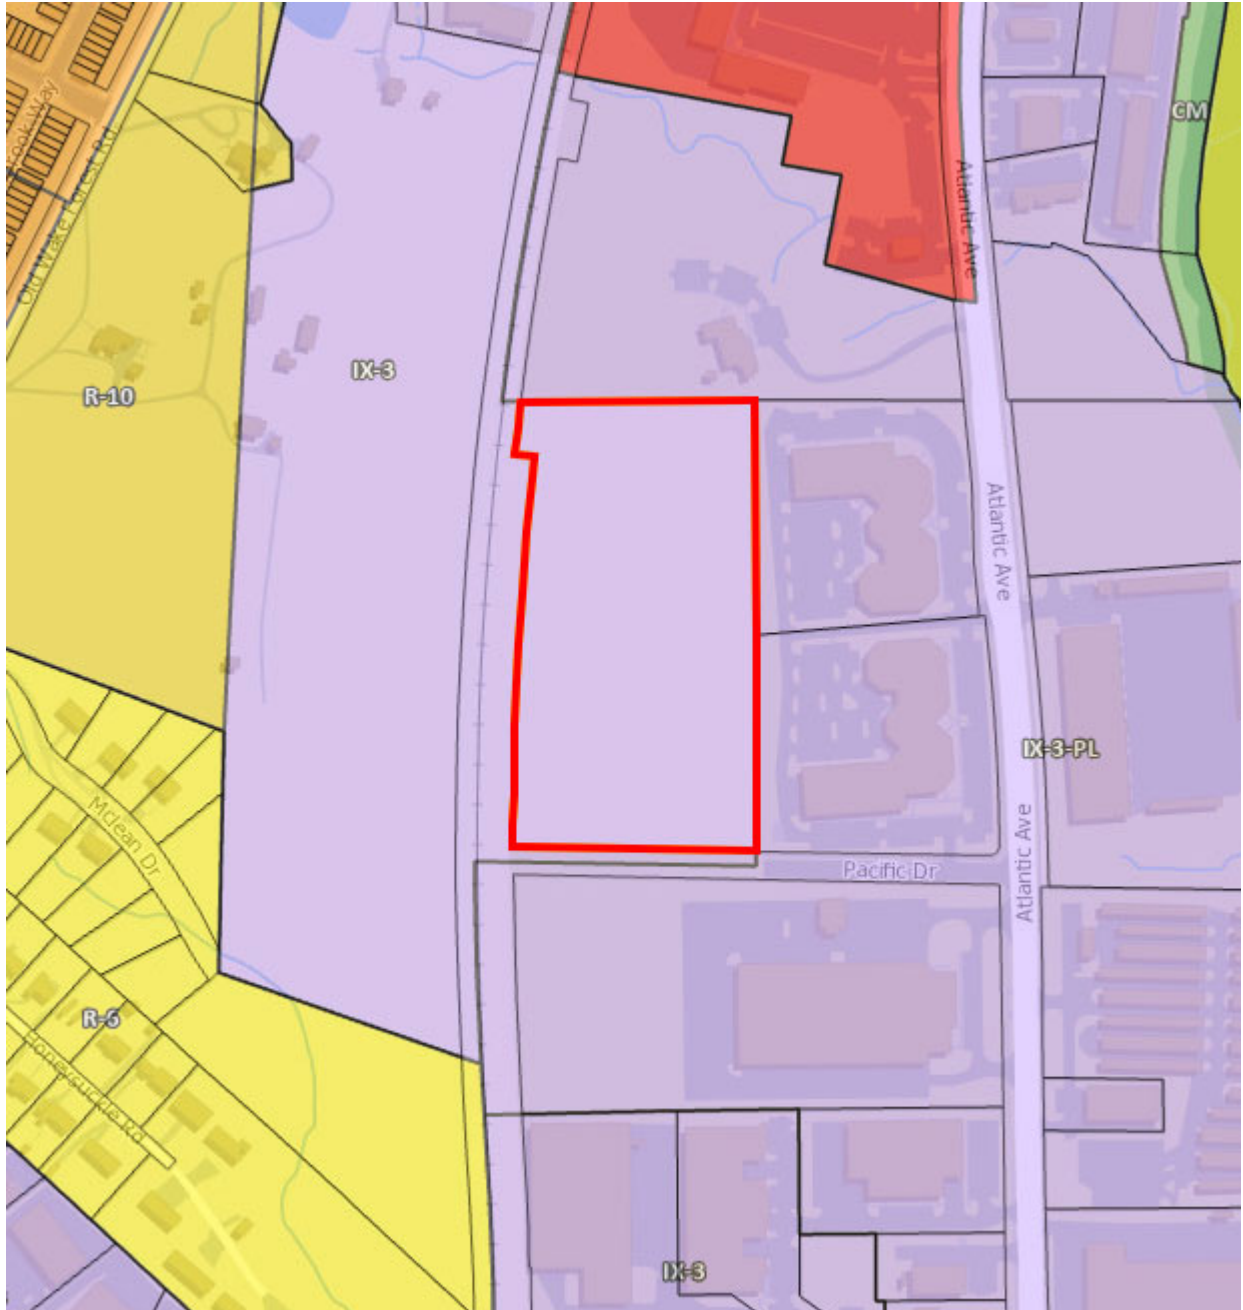 CM
Old Wake Forest Rd
Atlantic Ave
IX-3
R-10
Atlantic Ave
IX-3-PL
Mclean Dr
Atlantic Ave
Pacific Dr
R-6
Honeysuckle Rd
IX-3